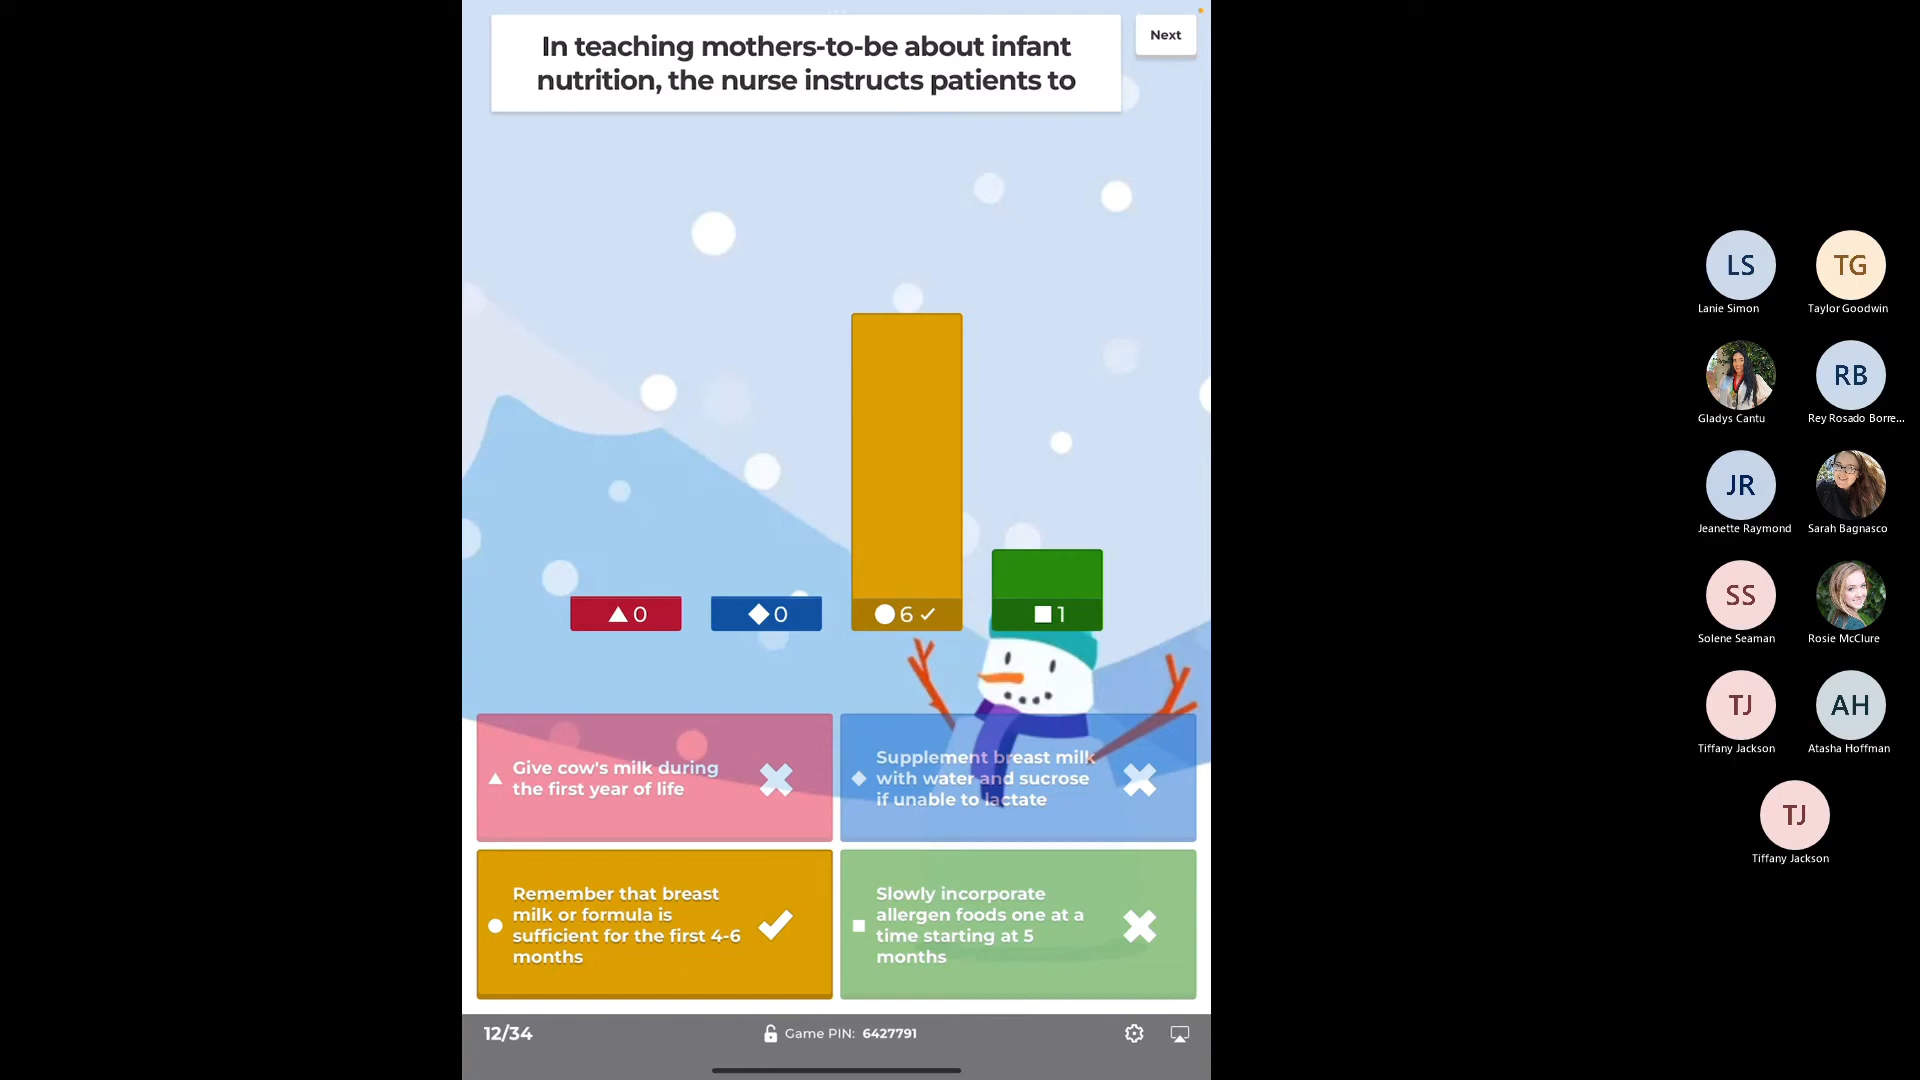 In teaching mothers-to-be about infant
nutrition, the nurse instructs patients to
Next
0
0
6
1
Give cow's milk during
the first year of life
Supplement breast milk
with water and sucrose
if unable to lactate
Remember that breast
milk or formula is
sufficient for the first 4-6
months
Slowly incorporate
allergen foods one at a
time starting at 5
months
12/34
Game PIN: 6427791
LS
Lanie Simon
TG
Taylor Goodwin
Gladys Cantu
RB
Rey Rosado Borre...
JR
Jeanette Raymond
Sarah Bagnasco
SS
Solene Seaman
Rosie McClure
TJ
Tiffany Jackson
AH
Atasha Hoffman
TJ
Tiffany Jackson